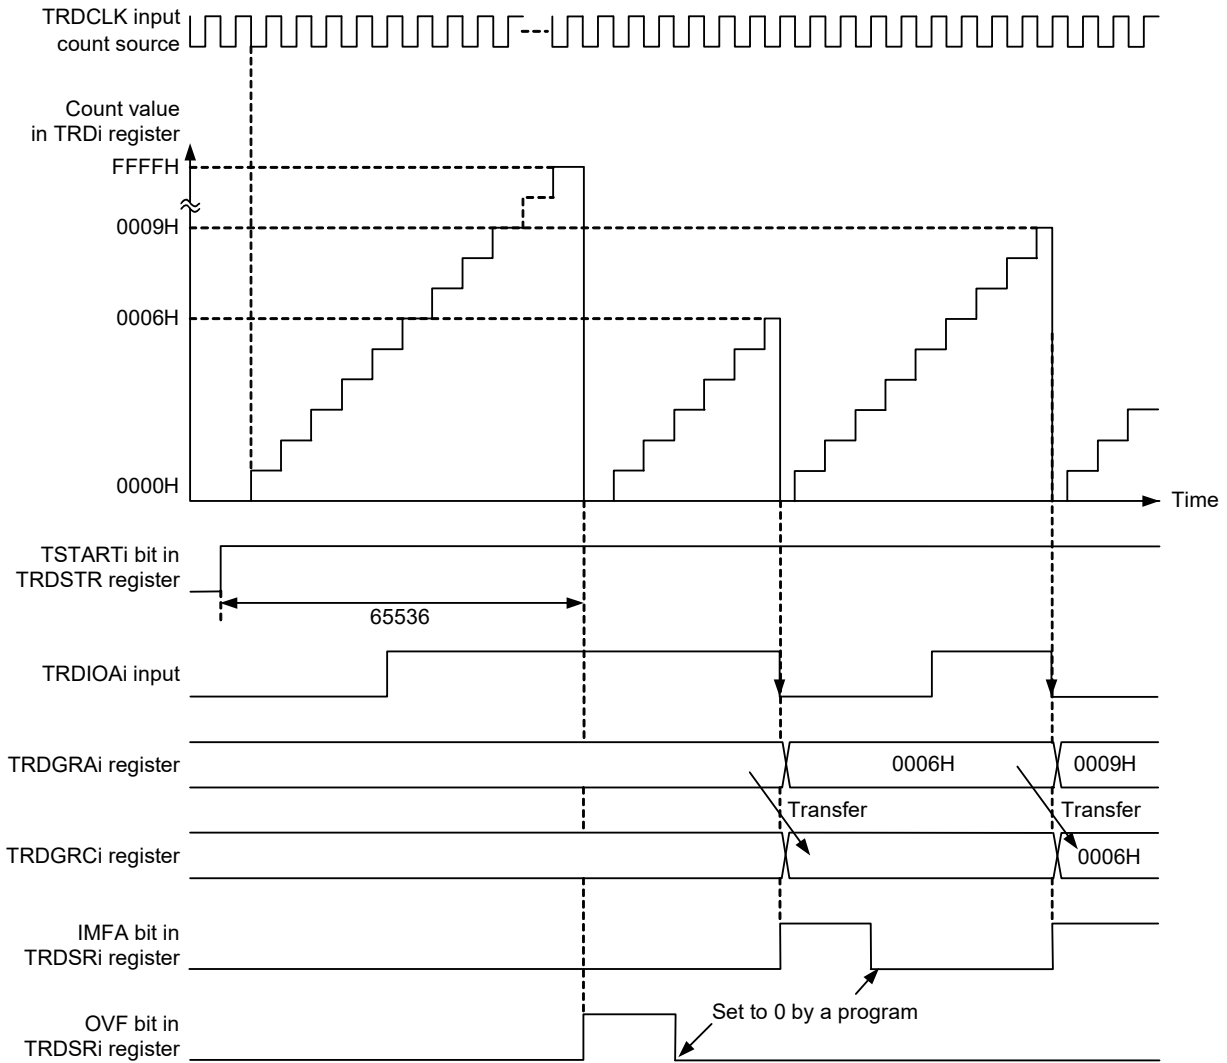 TRDCLK input
count source
Count value
in TRDi register
FFFFH
0009H
0006H
0000H
Time
TSTARTi bit in
TRDSTR register
65536
TRDIOAi input
TRDGRAi register
0006H
0009H
Transfer
Transfer
TRDGRCi register
0006H
IMFA bit in
TRDSRi register
Set to 0 by a program
OVF bit in
TRDSRi register